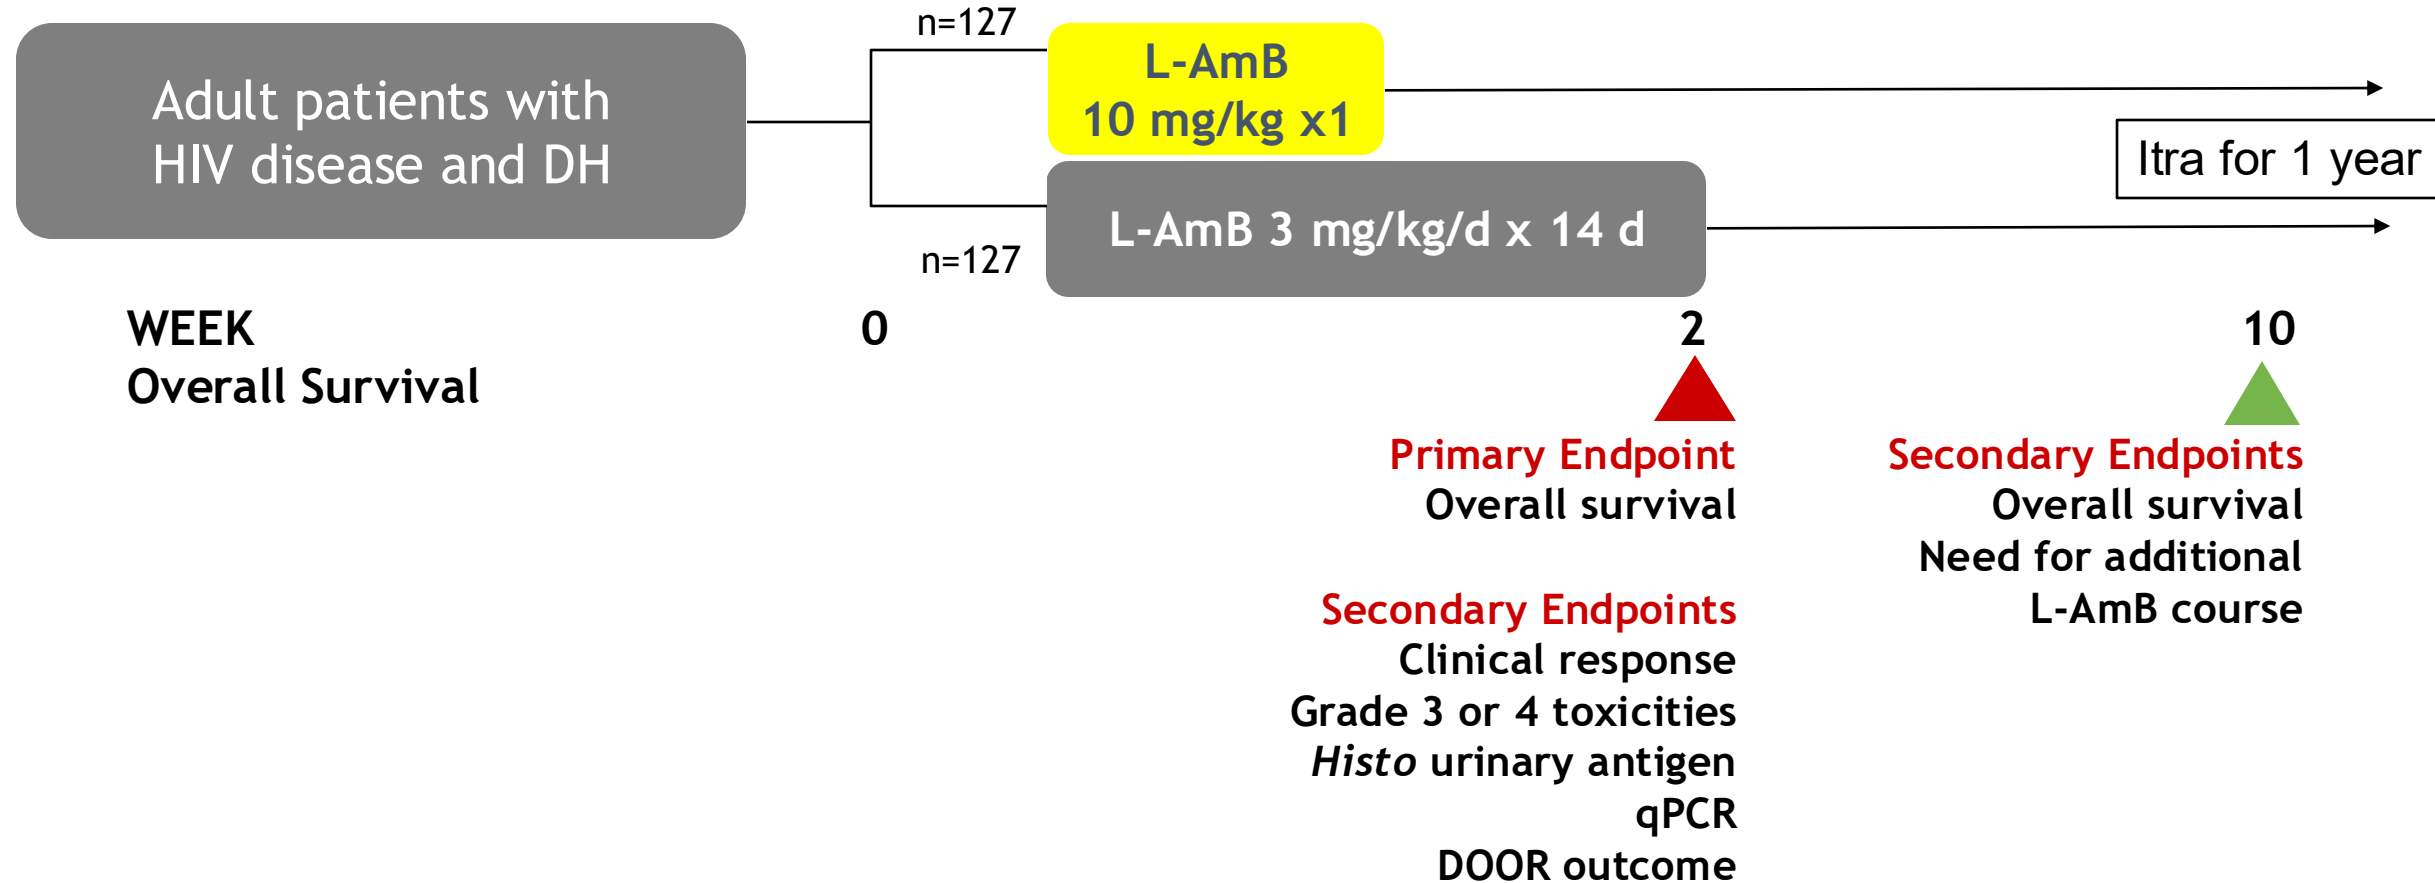 n=127
Adult patients with
HIV disease and DH
L-AmB
10 mg/kg x1
Itra for 1 year
L-AmB 3 mg/kg/d x 14 d
n=127
WEEK
0
2
10
Overall Survival
Primary Endpoint
Overall survival
Secondary Endpoints
Clinical response
Grade 3 or 4 toxicities
Histo urinary antigen
qPCR
DOOR outcome
Secondary Endpoints
Overall survival
Need for additional
L-AmB course